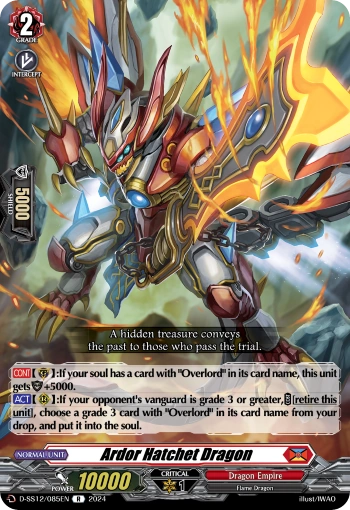 2
GRADE
INTERCEPT
5000
SHIELD
A hidden treasure conveys
the past to those who pass the trial.
CONT【】:If your soul has a card with "Overlord" in its card name, this unit
gets +5000.
ACT【】:If your opponent's vanguard is grade 3 or greater, [retire this
unit], choose a grade 3 card with "Overlord" in its card name from your
drop, and put it into the soul.
NORMAL UNIT
Ardor Hatchet Dragon
POWER
10000
CRITICAL
1
Dragon Empire
Flame Dragon
D-SS12/085EN R 2024
illust/IWAO